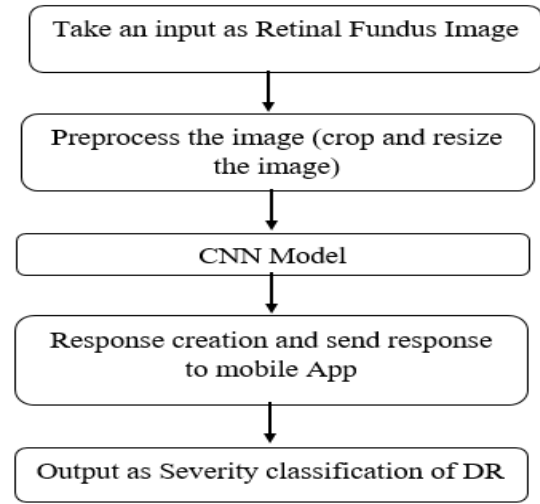 Take an input as Retinal Fundus Image
Preprocess the image (crop and resize
the image)
CNN Model
Response creation and send response
to mobile App
Output as Severity classification of DR